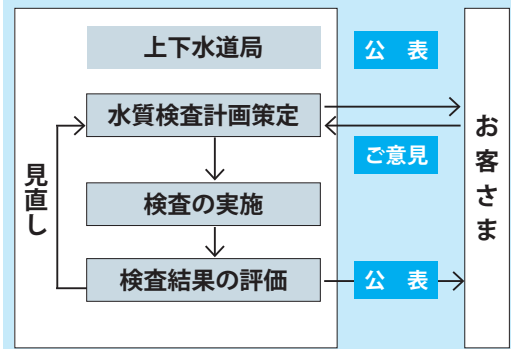 上下水道局
公 表
水質検査計画策定
ご意見
お客さま
見直し
検査の実施
検査結果の評価
公 表